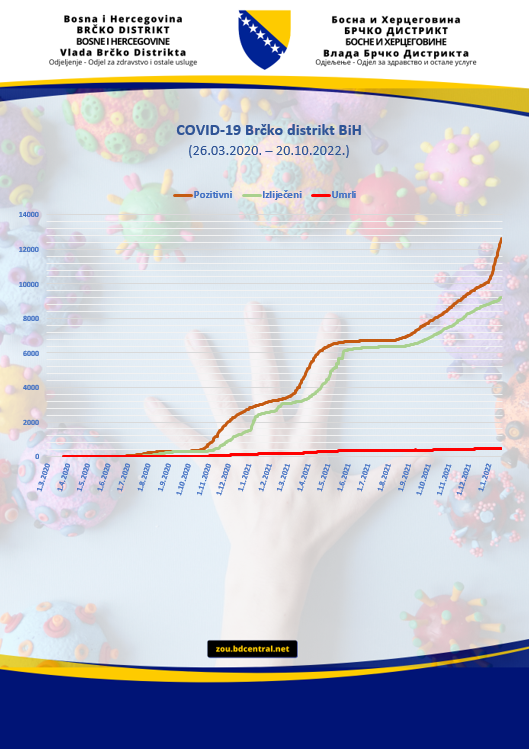 Bosna i Hercegovina
BRČKO DISTRIKT
BOSNE I HERCEGOVINE
Vlada Brčko Distrikta
Odjeljenje - Odjel za zdravstvo i ostale usluge
Босна и Херцеговина
БРЧКО ДИСТРИКТ
БОСНЕ И ХЕРЦЕГОВИНЕ
Влада Брчко Дистрикта
Одјељење - Одјел за здравство и остале услуге
COVID-19 Brčko distrikt BiH
(26.03.2020. – 20.10.2022.)
Pozitivni Izliječeni Umrli
14000
12000
10000
8000
6000
4000
2000
0
1.3.2020 1.4.2020 1.5.2020 1.6.2020 1.7.2020 1.8.2020 1.9.2020 1.10.2020 1.11.2020 1.12.2020 1.1.2021 1.2.2021 1.3.2021 1.4.2021 1.5.2021 1.6.2021 1.7.2021 1.8.2021 1.9.2021 1.10.2021 1.11.2021 1.12.2021 1.1.2022
zou.bdcentral.net